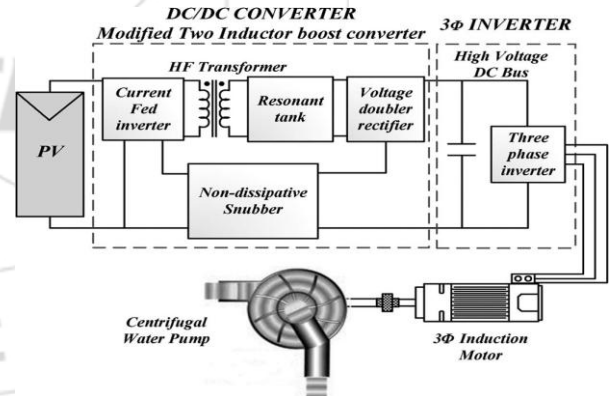 DC/DC CONVERTER
Modified Two Inductor boost converter
3Φ INVERTER
High Voltage
DC Bus
HF Transformer
Current
Fed
inverter
Resonant
tank
Voltage
doubler
rectifier
Three
phase
inverter
PV
Non-dissipative
Snubber
Centrifugal
Water Pump
3Φ Induction
Motor